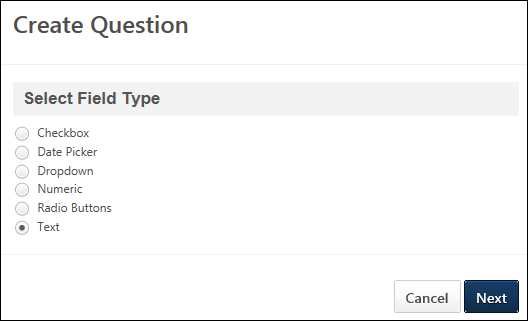 Create Question
Select Field Type
Checkbox
Date Picker
Dropdown
Numeric
Radio Buttons
Text
Cancel Next